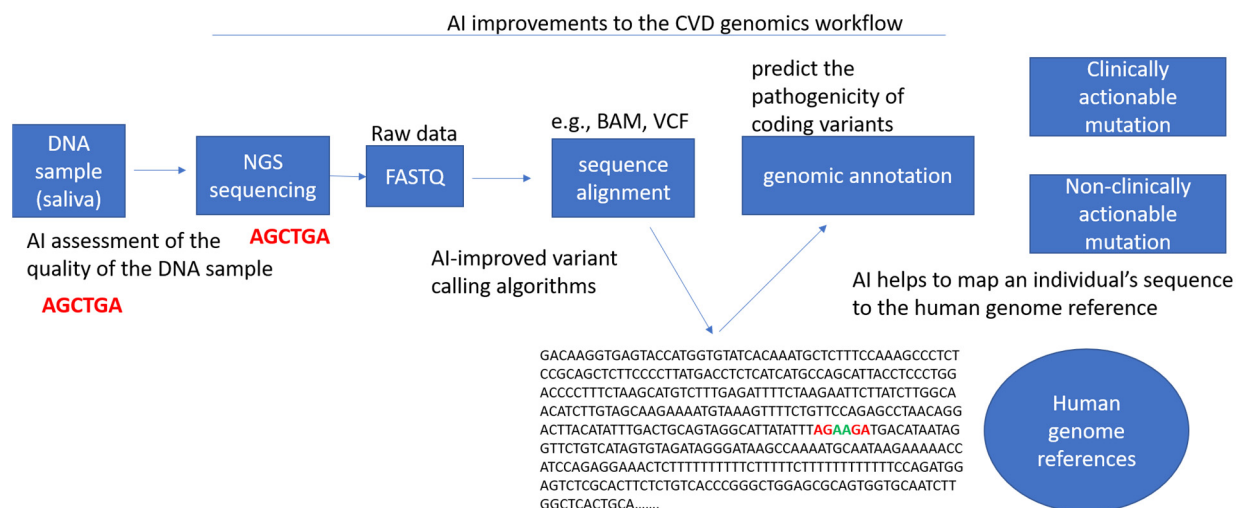 AI improvements to the CVD genomics workflow
DNA
sample
(saliva)
AI assessment of the
quality of the DNA sample
AGCTGA
NGS
sequencing
AGCTGA
Raw data
FASTQ
e.g., BAM, VCF
sequence
alignment
AI-improved variant
calling algorithms
predict the
pathogenicity of
coding variants
genomic annotation
Clinically
actionable
mutation
Non-clinically
actionable
mutation
AI helps to map an individual’s sequence
to the human genome reference
GACAAGGTGAGTACCATGGTGTATCACAAATGCTCTTTCCAAAGCCCTCT
CCGCAGCTCTTCCCCTTATGACCTCTCATCATGCCAGCATTACCTCCCTGG
ACCCCTTTCTAAGCATGTCTTTGAGATTTTCTAAGAATTCTTATCTTGGCA
ACATCTTGTAGCAAGAAAATGTAAAGTTTTCTGTTCCAGAGCCTAACAGG
ACTTACATATTTGACTGCAGTAGGCATTATATTTAGAAGATGACATAATAG
GTTCTGTCATAGTGTAGATAGGGATAAGCCAAAATGCAATAAGAAAAACC
ATCCAGAGGAAACTCTTTTTTTTTTCTTTTTCTTTTTTTTTTTTCCAGATGG
AGTCTCGCACTTCTCTGTCACCCGGGCTGGAGCGCAGTGGTGCAATCTT
GGCTCACTGCA.......
Human
genome
references